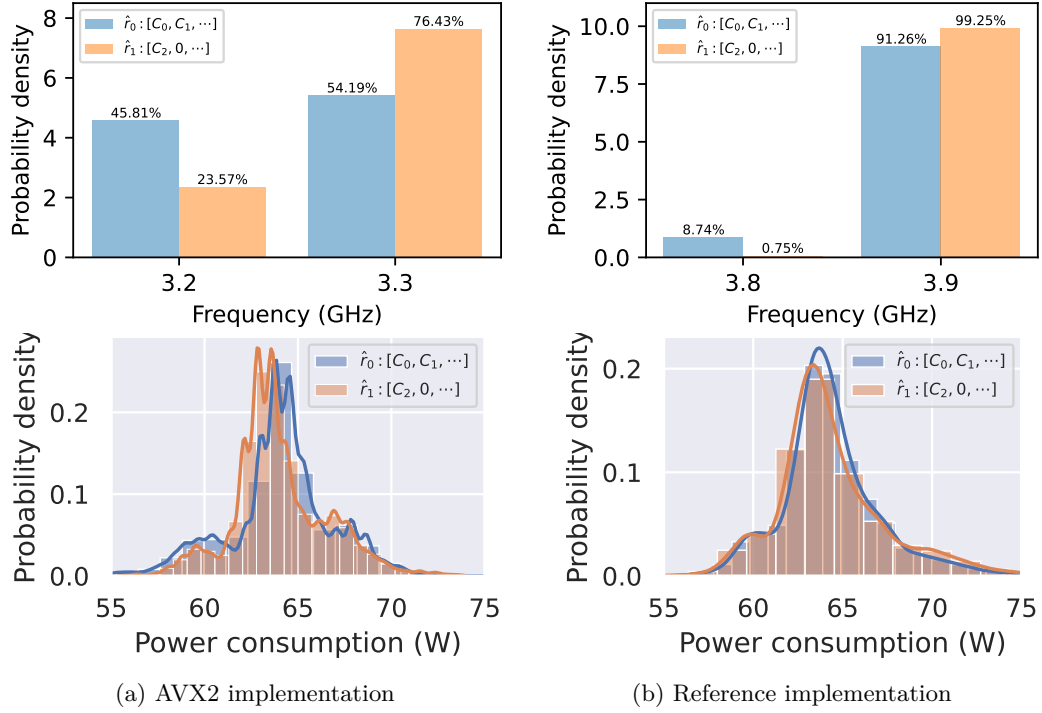 Probability density
8
6
4
2
0
r̂₀ : [C₀, C₁, ⋯]
r̂₁ : [C₂, 0, ⋯]
45.81%
23.57%
54.19%
76.43%
3.2
3.3
Frequency (GHz)
Probability density
10.0
7.5
5.0
2.5
0.0
r̂₀ : [C₀, C₁, ⋯]
r̂₁ : [C₂, 0, ⋯]
8.74%
0.75%
91.26%
99.25%
3.8
3.9
Frequency (GHz)
Probability density
0.2
0.1
0.0
r̂₀ : [C₀, C₁, ⋯]
r̂₁ : [C₂, 0, ⋯]
55
60
65
70
75
Power consumption (W)
(a) AVX2 implementation
Probability density
0.2
0.1
0.0
r̂₀ : [C₀, C₁, ⋯]
r̂₁ : [C₂, 0, ⋯]
55
60
65
70
75
Power consumption (W)
(b) Reference implementation